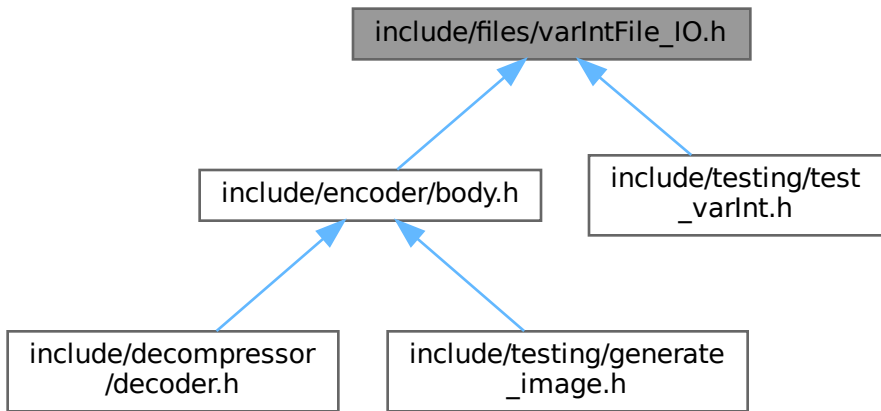 include/files/varIntFile_IO.h
include/encoder/body.h
include/testing/test
_varInt.h
include/decompressor
/decoder.h
include/testing/generate
_image.h